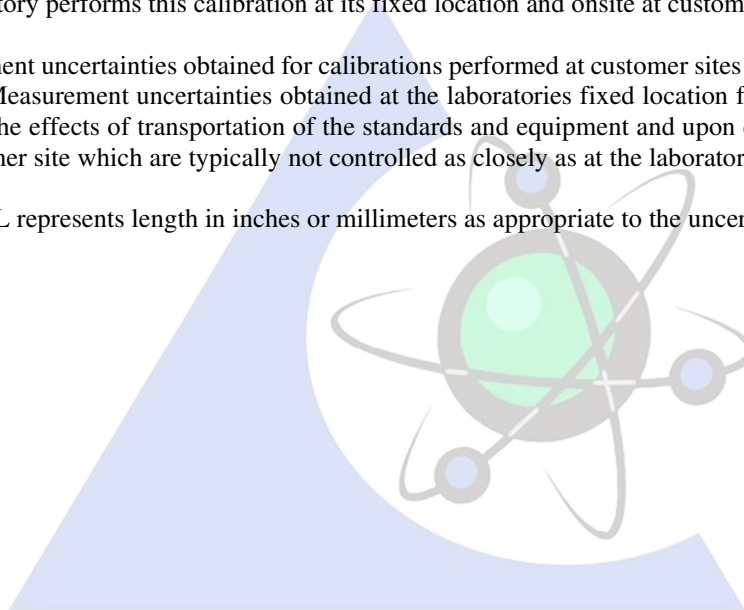 tory performs this calibration at its fixed location and onsite at custom
ent uncertainties obtained for calibrations performed at customer sites
Measurement uncertainties obtained at the laboratories fixed location f
he effects of transportation of the standards and equipment and upon
er site which are typically not controlled as closely as at the laborator
L represents length in inches or millimeters as appropriate to the uncer